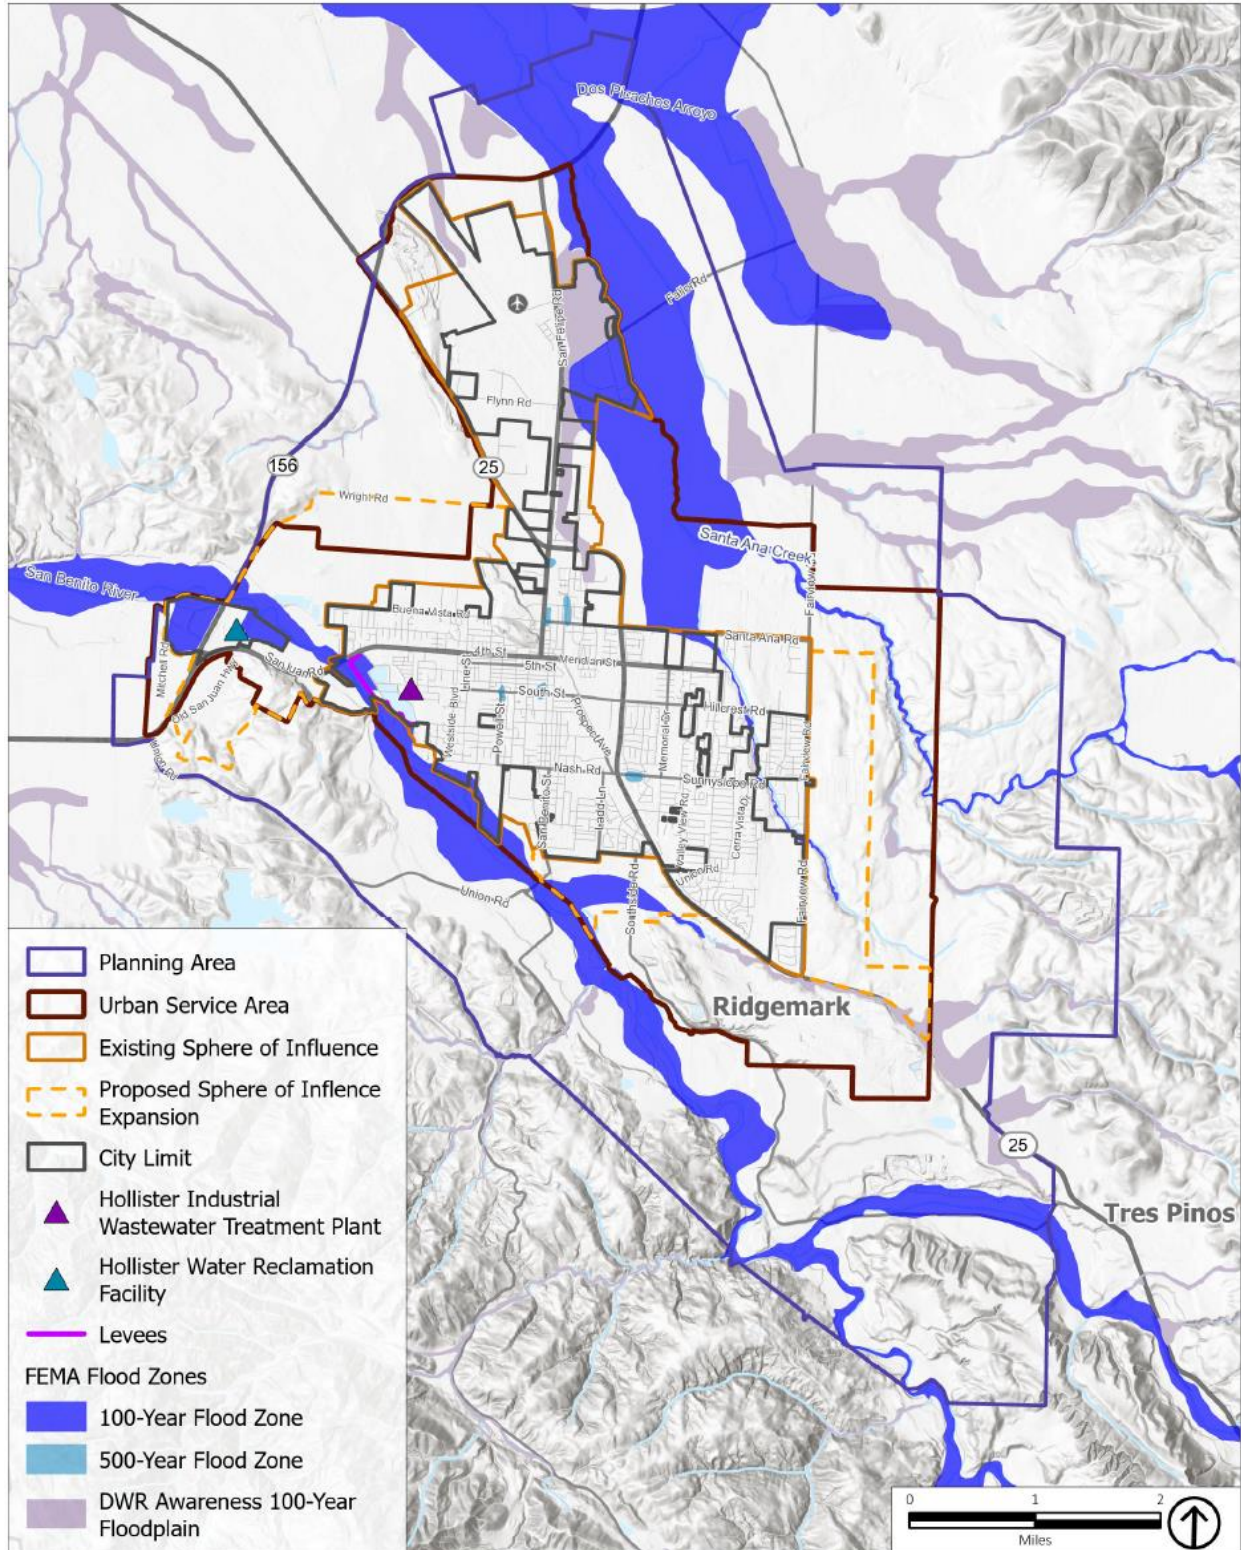 Dos Picachos Arroyo
Fallon Rd
San Felipe Rd
Flynn Rd
156
25
Wright Rd
Santa Ana Creek
Fairview
San Benito River
Buena Vista Rd
Santa Ana Rd
4th St
Meridian St
5th St
San Juan Rd
Mitchell Rd
Old San Juan Hwy
Line St
South St
Hillcrest Rd
Westside Blvd
Powell St
Prospect Ave
Memorial Dr
Fairview Rd
Union Rd
Nash Rd
Sunnyslope Rd
San Benito St
Ladd Ln
Valley View Rd
Cerra Vista
Union Rd
Union Rd
Southside Rd
Fairview Rd
Ridgemark
25
Tres Pinos
Planning Area
Urban Service Area
Existing Sphere of Influence
Proposed Sphere of Inflence
Expansion
City Limit
Hollister Industrial
Wastewater Treatment Plant
Hollister Water Reclamation
Facility
Levees
FEMA Flood Zones
100-Year Flood Zone
500-Year Flood Zone
DWR Awareness 100-Year
Floodplain
0 1 2
Miles